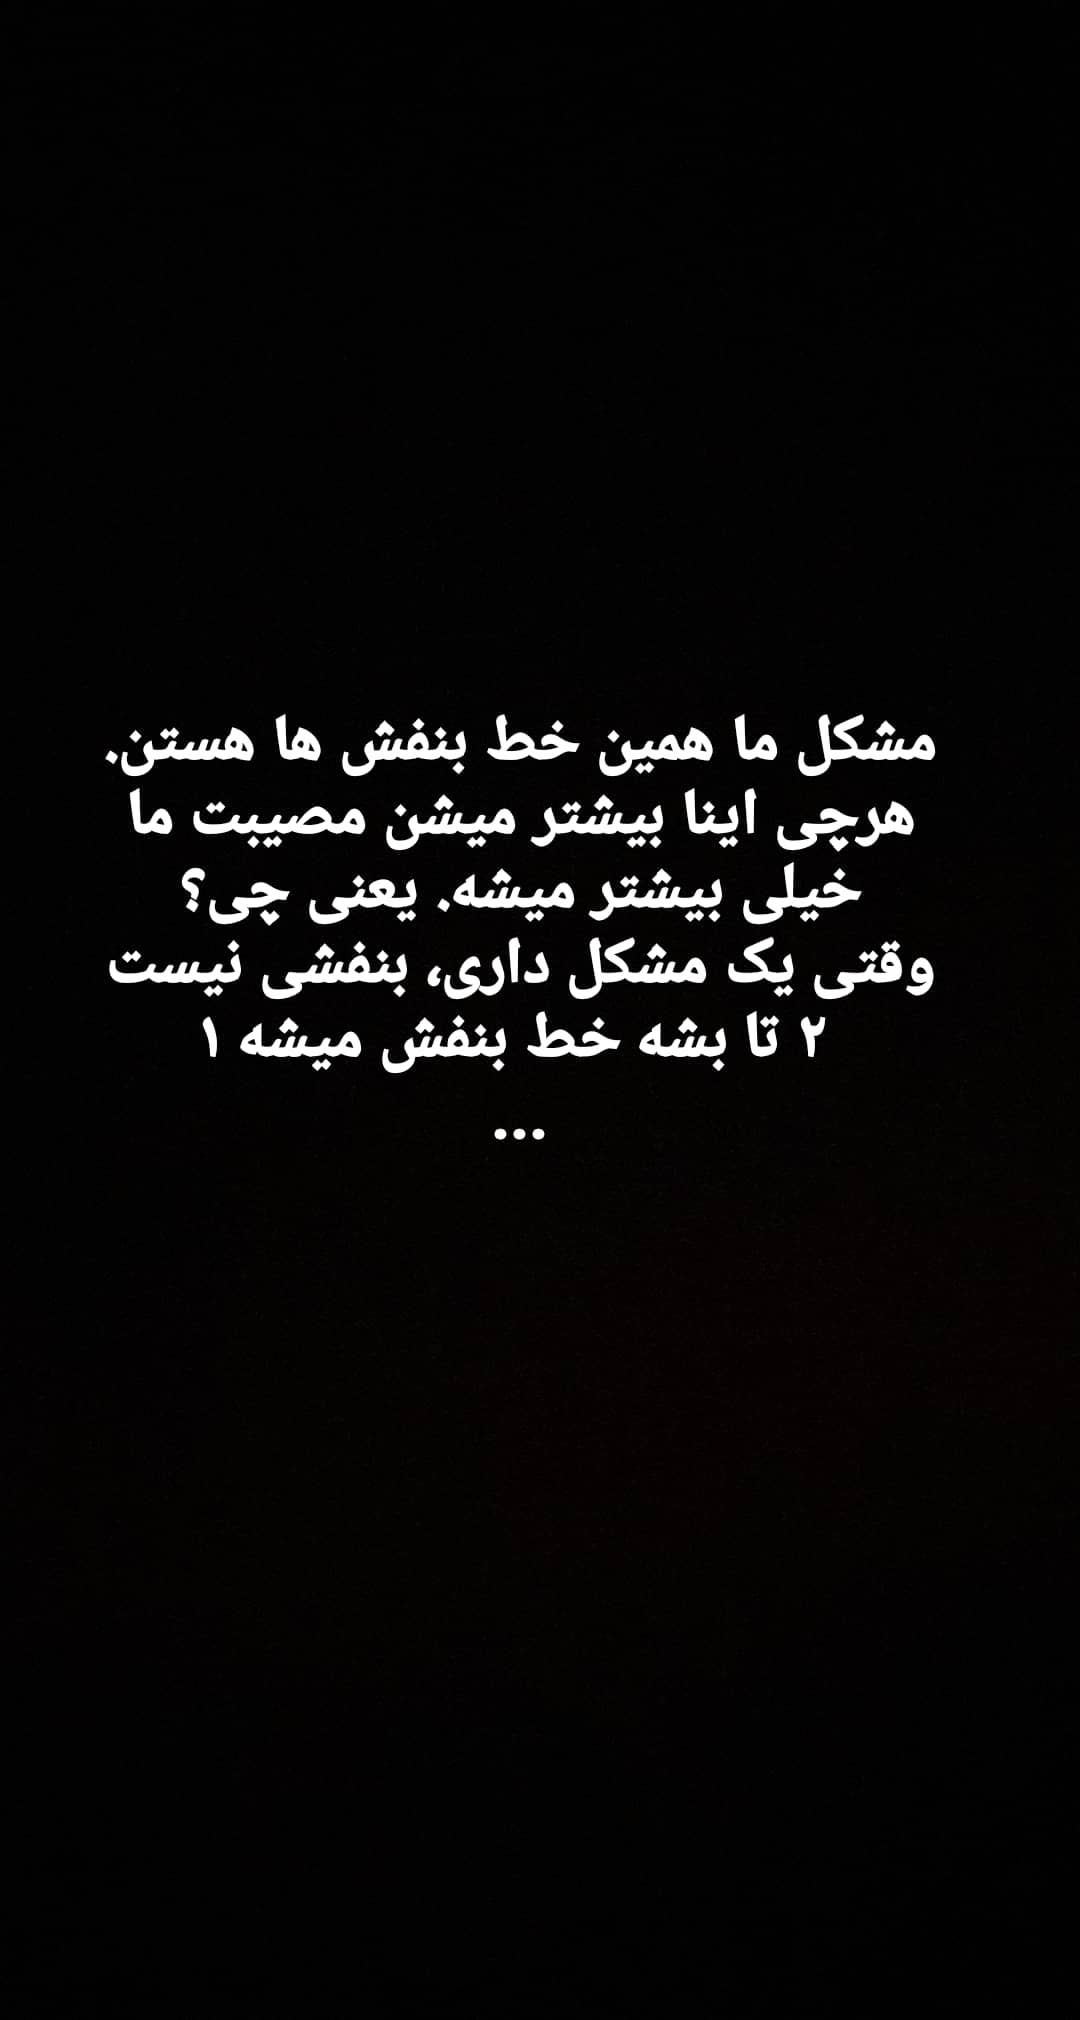 مشکل ما همین خط بنفش ها هستن.
هرچی اینا بیشتر میشن مصیبت ما
خیلی بیشتر میشه. یعنی چی؟
وقتی یک مشکل داری، بنفشی نیست
۲ تا بشه خط بنفش میشه ۱
...